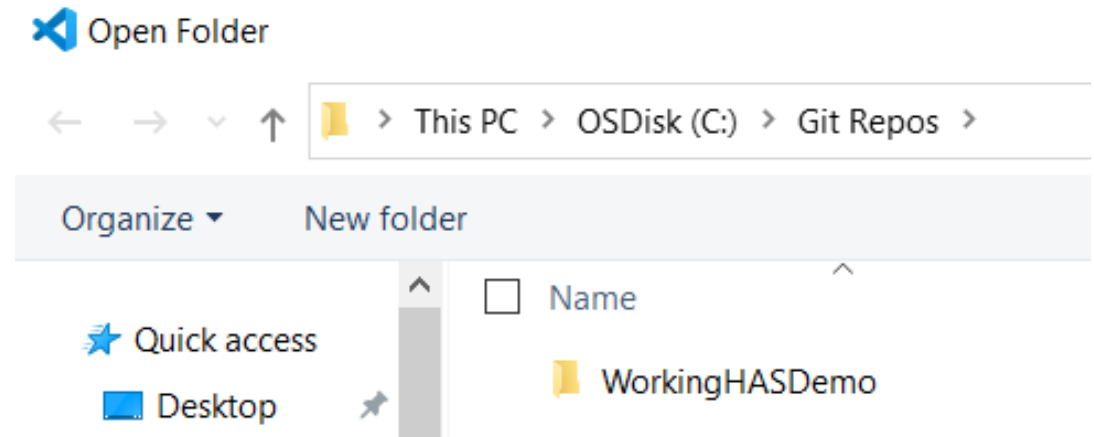 Open Folder
This PC > OSDisk (C:) > Git Repos >
Organize New folder
Name
Quick access
WorkingHASDemo
Desktop